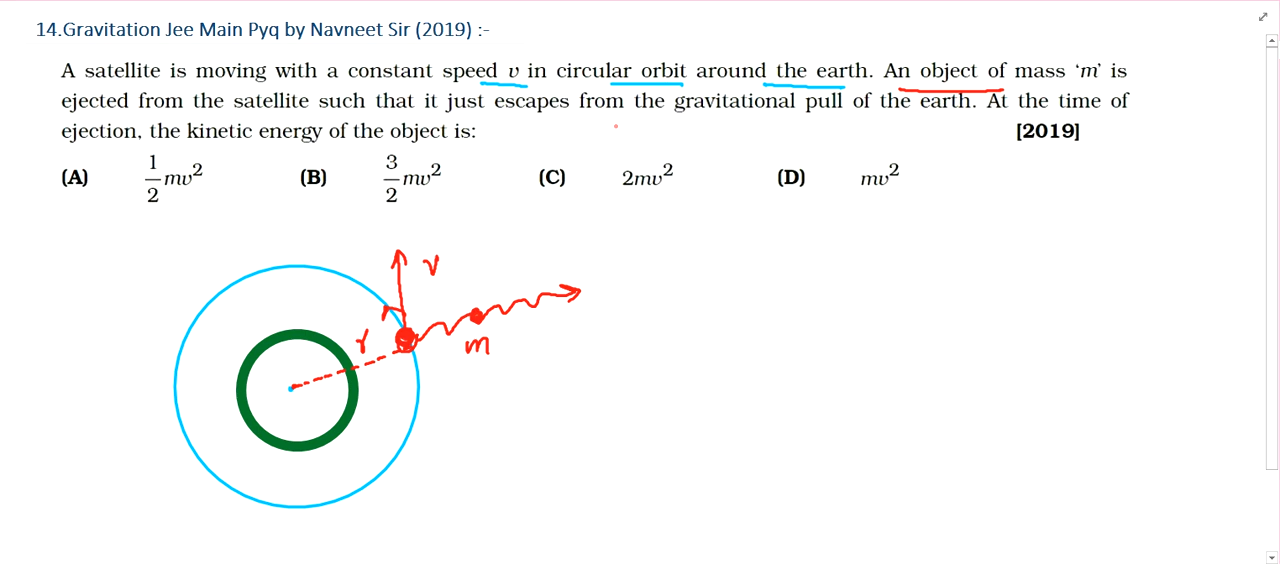 14.Gravitation Jee Main Pyq by Navneet Sir (2019) :-
A satellite is moving with a constant speed v in circular orbit around the earth. An object of mass ‘m’ is
ejected from the satellite such that it just escapes from the gravitational pull of the earth. At the time of
ejection, the kinetic energy of the object is: [2019]
(A) 1/2 mv² (B) 3/2 mv² (C) 2mv² (D) mv²
v
r
m